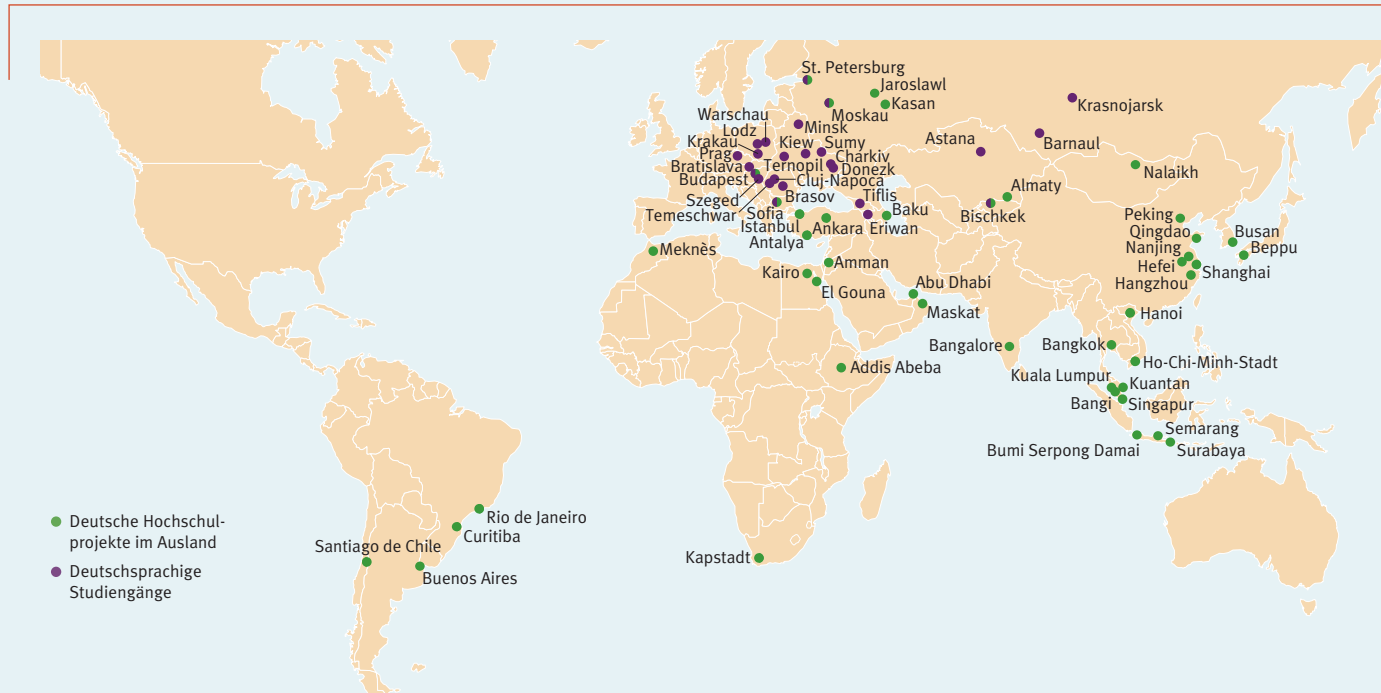 St. Petersburg
Jaroslawl
Kasan
Moskau
Krasnojarsk
Warschau
Lodz
Minsk
Krakau
Kiew
Sumy
Astana
Barnaul
Prag
Charkiv
Bratislava
Ternopil
Donezk
Nalaikh
Budapest
Cluj-Napoca
Almaty
Szeged
Brasov
Tiflis
Baku
Bischkek
Temeschwar
Sofia
Peking
Istanbul
Ankara
Eriwan
Qingdao
Busan
Antalya
Nanjing
Beppu
Meknès
Amman
Hefei
Shanghai
Kairo
Hangzhou
El Gouna
Abu Dhabi
Maskat
Hanoi
Bangalore
Bangkok
Addis Abeba
Ho-Chi-Minh-Stadt
Kuala Lumpur
Kuantan
Bangi
Singapur
Semarang
Bumi Serpong Damai
Surabaya
Rio de Janeiro
Curitiba
Santiago de Chile
Buenos Aires
Kapstadt
Deutsche Hochschul-
projekte im Ausland
Deutschsprachige
Studiengänge